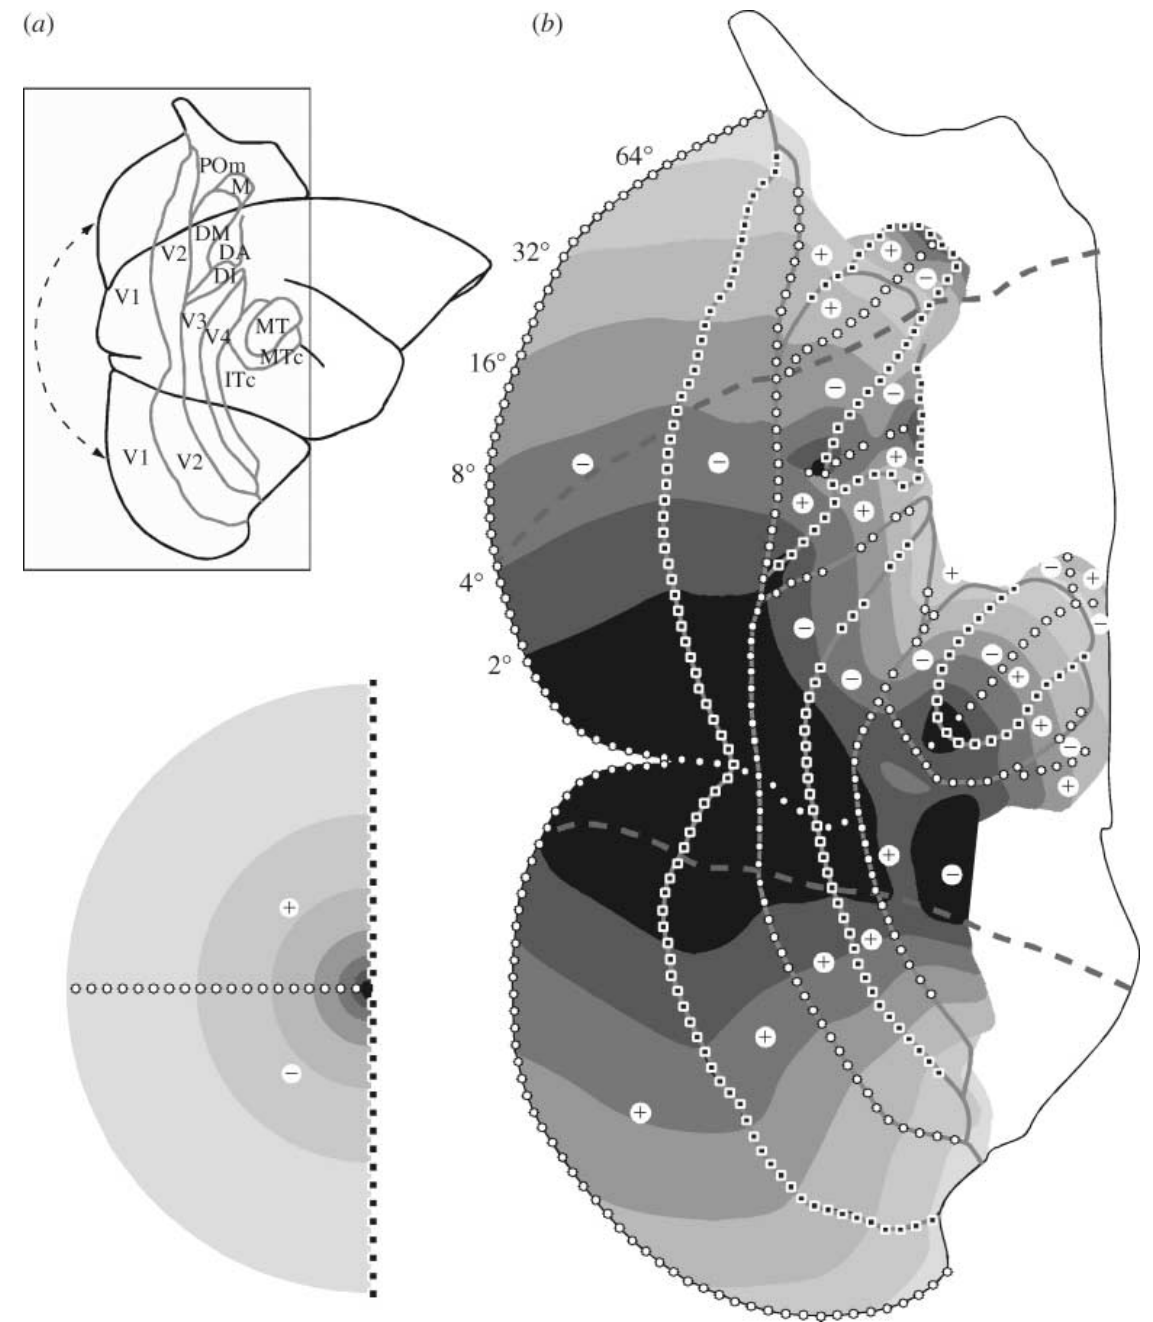 (a)
(b)
POm
M
DM
V2
DA
DI
V1
V3
V4
MT
MTc
ITc
V1
V2
64°
32°
16°
8°
4°
2°
+
−
+
+
−
+
−
−
−
−
+
+
+
−
+
−
+
−
−
−
−
+
+
−
+
+
−
+
+
+
+